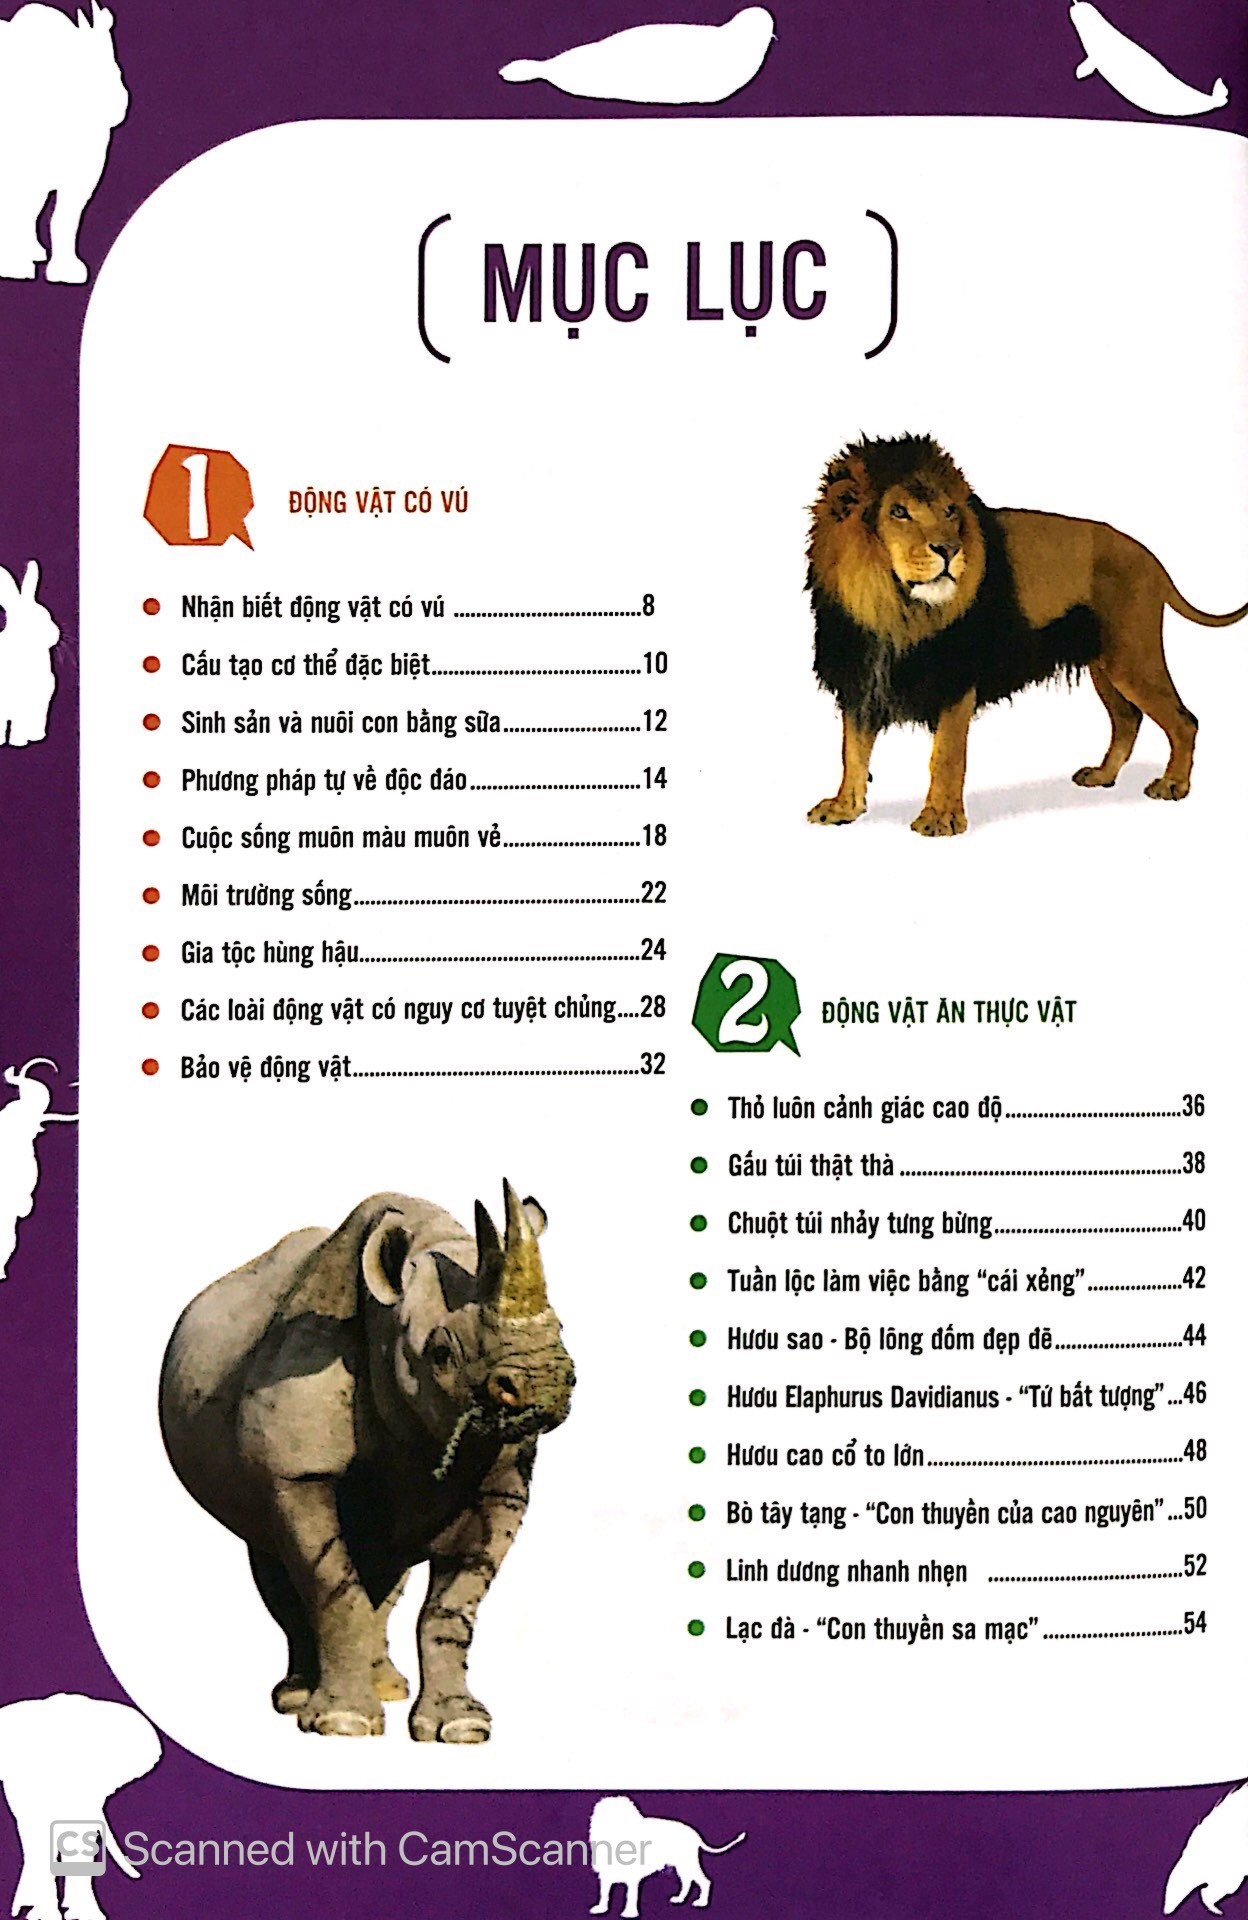 MỤC LỤC
1
ĐỘNG VẬT CÓ VÚ
Nhận biết động vật có vú ..................................8
Cấu tạo cơ thể đặc biệt......................................10
Sinh sản và nuôi con bằng sữa.........................12
Phương pháp tự vệ độc đáo...............................14
Cuộc sống muôn màu muôn vẻ.........................18
Môi trường sống....................................................22
Gia tộc hùng hậu...................................................24
Các loài động vật có nguy cơ tuyệt chủng....28
Bảo vệ động vật....................................................32
2
ĐỘNG VẬT ĂN THỰC VẬT
Thỏ luôn cảnh giác cao độ................................36
Gấu túi thật thà ...................................................38
Chuột túi nhảy tưng bừng..................................40
Tuần lộc làm việc bằng “cái xẻng”.................42
Hươu sao - Bộ lông đốm đẹp đẽ.......................44
Hươu Elaphurus Davidianus - “Tứ bất tượng”...46
Hươu cao cổ to lớn..............................................48
Bò tây tạng - “Con thuyền của cao nguyên”...50
Linh dương nhanh nhẹn ...................................52
Lạc đà - “Con thuyền sa mạc”.........................54
CS Scanned with CamScanner